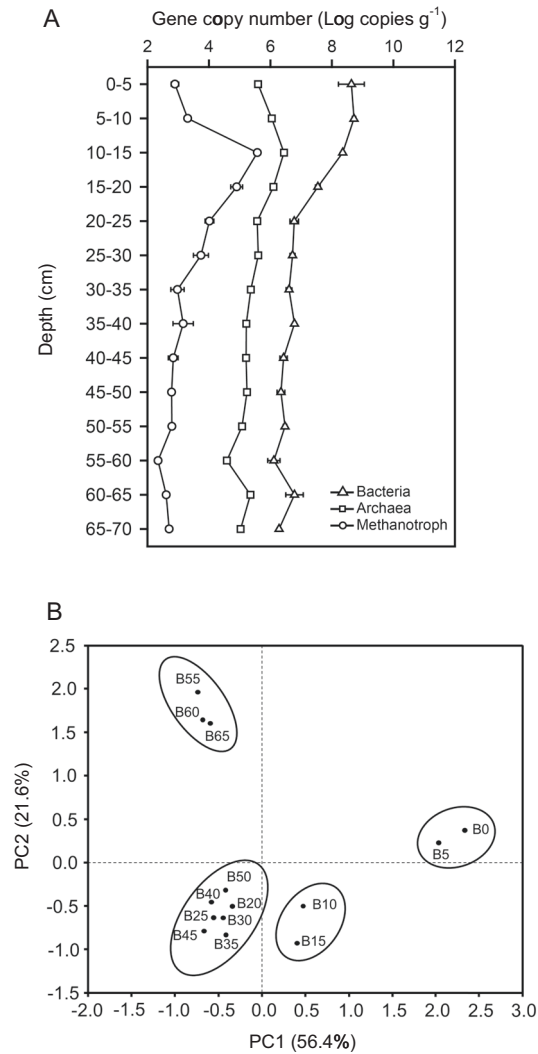 A
Gene copy number (Log copies g-1)
2 4 6 8 10 12
0-5
5-10
10-15
15-20
20-25
25-30
30-35
35-40
40-45
45-50
50-55
55-60
60-65
65-70
Depth (cm)
Bacteria
Archaea
Methanotroph
B
2.5
2.0
1.5
1.0
0.5
0.0
-0.5
-1.0
-1.5
PC2 (21.6%)
B55
B60
B65
B0
B5
B50
B40
B20
B25 B30
B45
B35
B10
B15
-2.0 -1.5 -1.0 -0.5 0.0 0.5 1.0 1.5 2.0 2.5 3.0
PC1 (56.4%)